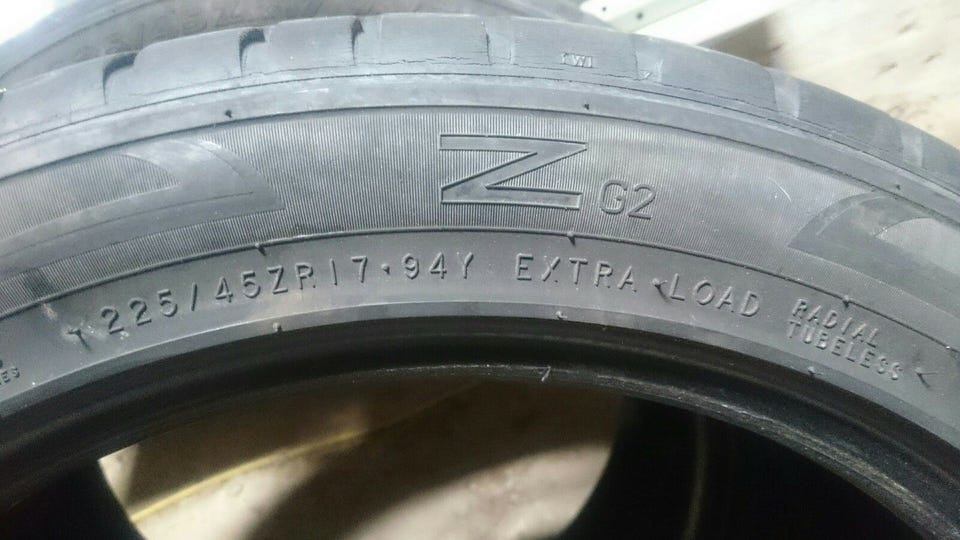 TWI
Z G2
225/45ZR17·94Y EXTRA LOAD RADIAL
TUBELESS